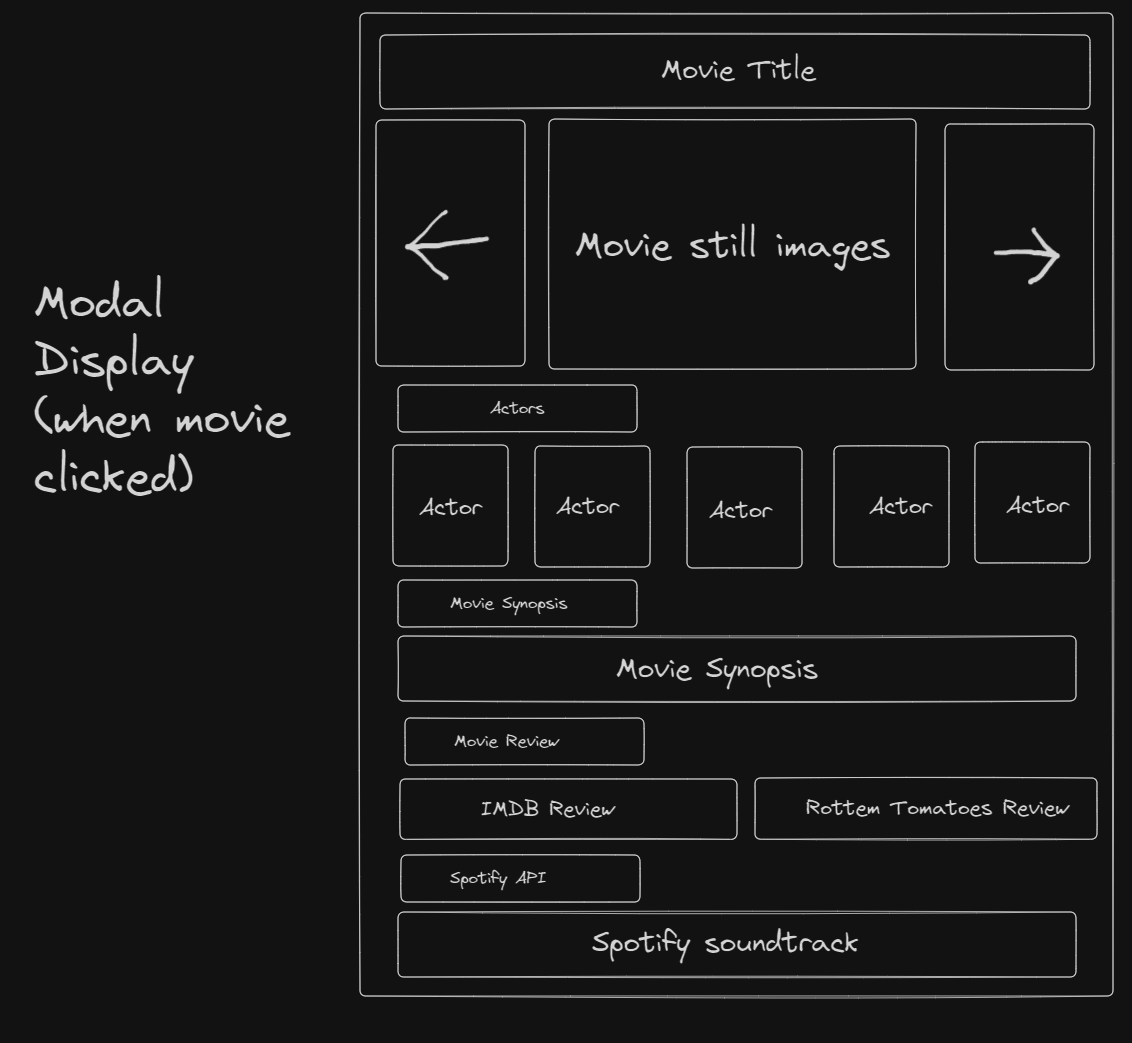 Movie Title
Movie still images
Modal
Display
(when movie
clicked)
Actors
Actor
Actor
Actor
Actor
Actor
Movie Synopsis
Movie Synopsis
Movie Review
IMDB Review
Rottem Tomatoes Review
Spotify API
Spotify soundtrack